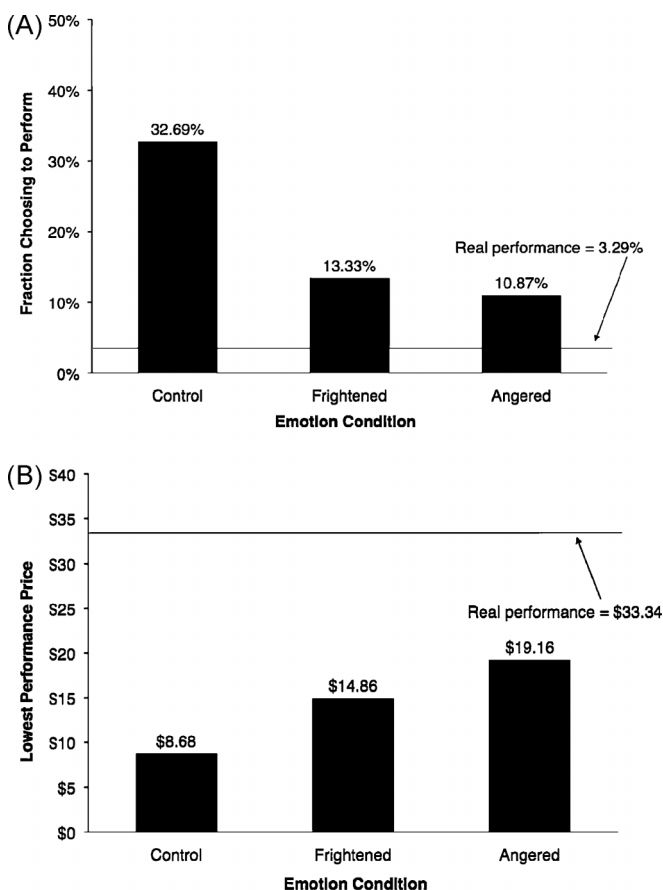 (A)
50%
40%
30%
20%
10%
0%
Fraction Choosing to Perform
32.69%
13.33%
10.87%
Real performance = 3.29%
Control
Frightened
Angered
Emotion Condition
(B)
$40
$35
$30
$25
$20
$15
$10
$5
$0
Lowest Performance Price
Real performance = $33.34
$8.68
$14.86
$19.16
Control
Frightened
Angered
Emotion Condition